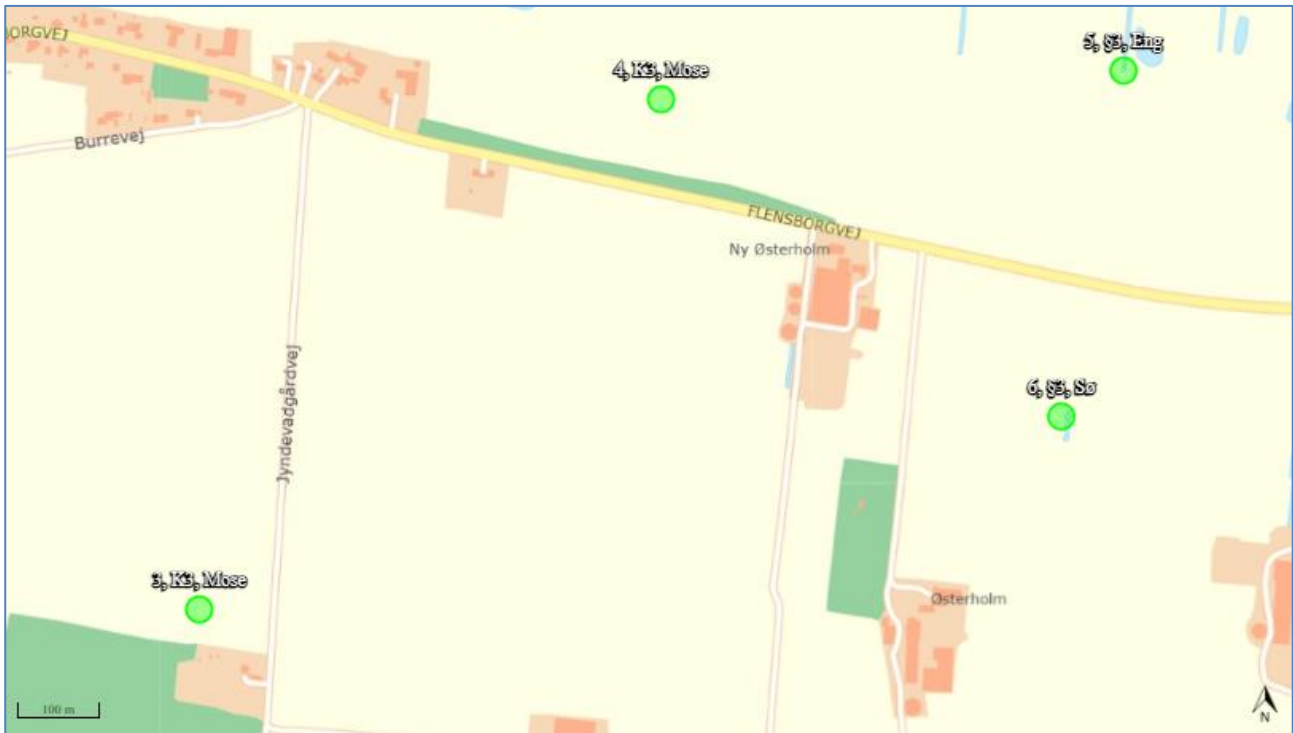 ORGVEJ
5, §3, Eng
4, K3, Mose
Burrevej
FLENSBORGVEJ
Ny Østerholm
Jyndevadgårdvej
6, §3, Sø
3, K3, Mose
Østerholm
100 m
N